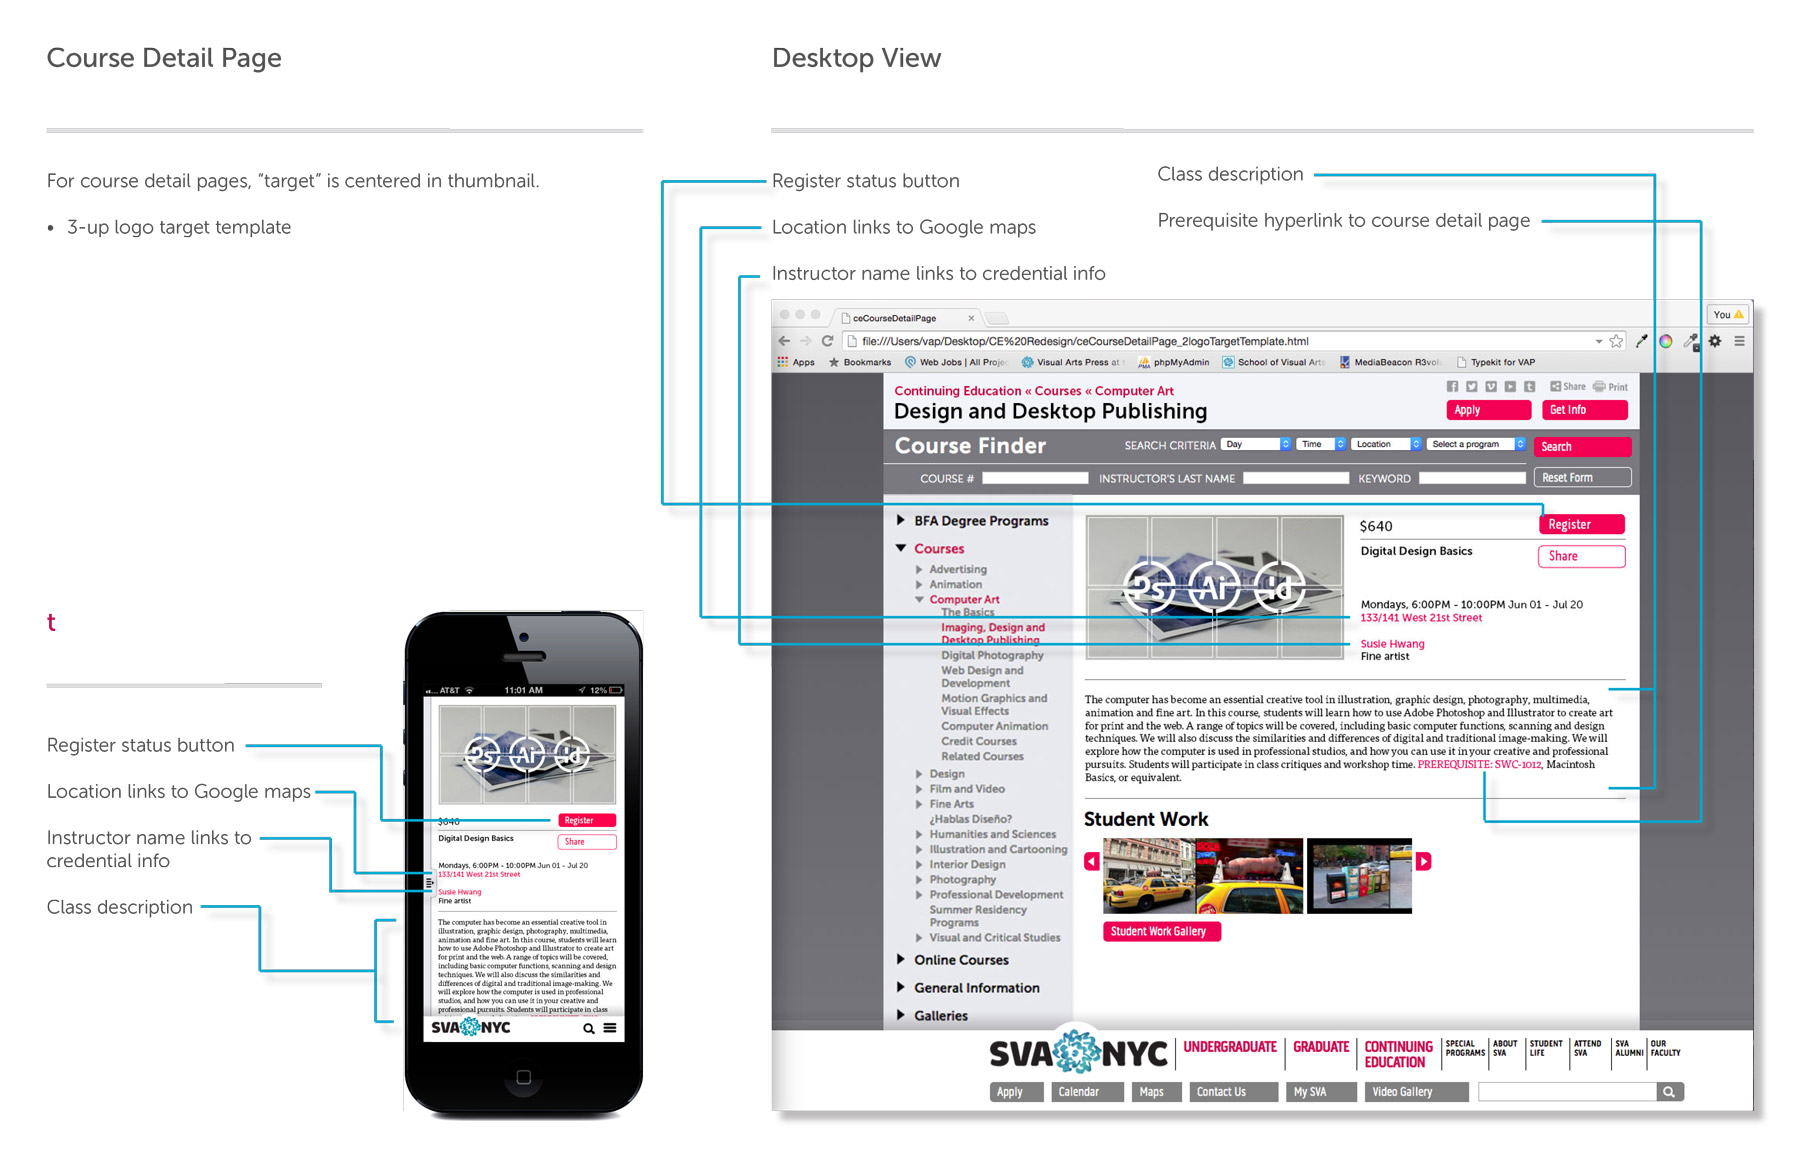 Course Detail Page
For course detail pages, “target” is centered in thumbnail.
• 3-up logo target template
t
Register status button
Location links to Google maps
Instructor name links to
credential info
Class description
AT&T 11:01 AM 12%
Ps Ai Id
$640
Register
Digital Design Basics
Share
Mondays, 6:00PM - 10:00PM Jun 01 - Jul 20
133/141 West 21st Street
Susie Hwang
Fine artist
The computer has become an essential creative tool in
illustration, graphic design, photography, multimedia,
animation and fine art. In this course, students will learn
how to use Adobe Photoshop and Illustrator to create art
for print and the web. A range of topics will be covered,
including basic computer functions, scanning and design
techniques. We will also discuss the similarities and
differences of digital and traditional image-making. We
will explore how the computer is used in professional
studios, and how you can use it in your creative and
professional pursuits. Students will participate in class
SVA NYC
Desktop View
Register status button
Location links to Google maps
Instructor name links to credential info
Class description
Prerequisite hyperlink to course detail page
ceCourseDetailPage
You
file:///Users/vap/Desktop/CE%20Redesign/ceCourseDetailPage_2logoTargetTemplate.html
Apps Bookmarks Web Jobs | All Projec Visual Arts Press at phpMyAdmin School of Visual Arts MediaBeacon R3volu Typekit for VAP
Continuing Education « Courses « Computer Art
Design and Desktop Publishing
Share Print
Apply Get Info
Course Finder
SEARCH CRITERIA Day Time Location Select a program Search
COURSE # INSTRUCTOR'S LAST NAME KEYWORD Reset Form
BFA Degree Programs
Courses
Advertising
Animation
Computer Art
The Basics
Imaging, Design and
Desktop Publishing
Digital Photography
Web Design and
Development
Motion Graphics and
Visual Effects
Computer Animation
Credit Courses
Related Courses
Design
Film and Video
Fine Arts
¿Hablas Diseño?
Humanities and Sciences
Illustration and Cartooning
Interior Design
Photography
Professional Development
Summer Residency
Programs
Visual and Critical Studies
Online Courses
General Information
Galleries
Ps Ai Id
$640
Register
Digital Design Basics
Share
Mondays, 6:00PM - 10:00PM Jun 01 - Jul 20
133/141 West 21st Street
Susie Hwang
Fine artist
The computer has become an essential creative tool in illustration, graphic design, photography, multimedia,
animation and fine art. In this course, students will learn how to use Adobe Photoshop and Illustrator to create art
for print and the web. A range of topics will be covered, including basic computer functions, scanning and design
techniques. We will also discuss the similarities and differences of digital and traditional image-making. We will
explore how the computer is used in professional studios, and how you can use it in your creative and professional
pursuits. Students will participate in class critiques and workshop time. PREREQUISITE: SWC-1012, Macintosh
Basics, or equivalent.
Student Work
Student Work Gallery
SVA NYC
UNDERGRADUATE
GRADUATE
CONTINUING
EDUCATION
SPECIAL
PROGRAMS
ABOUT
SVA
STUDENT
LIFE
ATTEND
SVA
SVA
ALUMNI
OUR
FACULTY
Apply Calendar Maps Contact Us My SVA Video Gallery